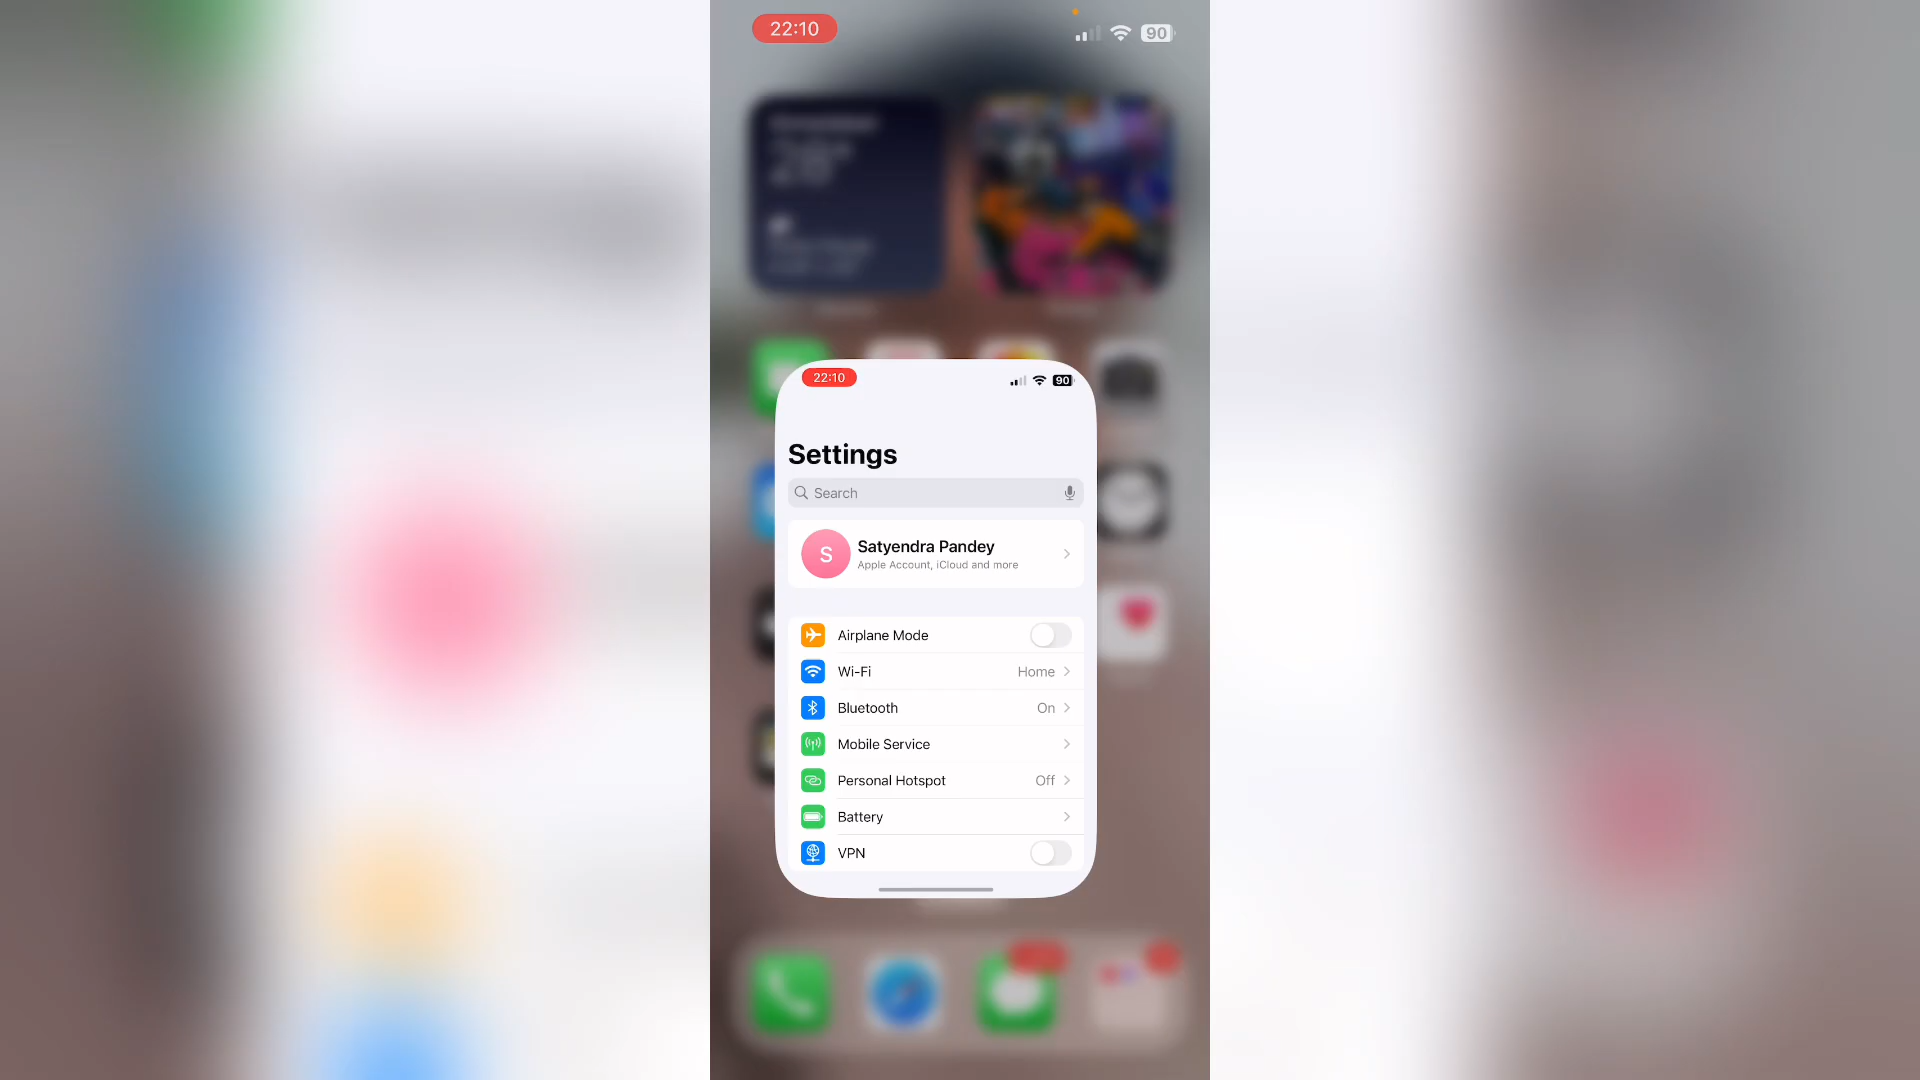 22:10
90
22:10
90
Settings
Search
S
Satyendra Pandey
Apple Account, iCloud and more
Airplane Mode
Wi-Fi
Home
Bluetooth
On
Mobile Service
Personal Hotspot
Off
Battery
VPN